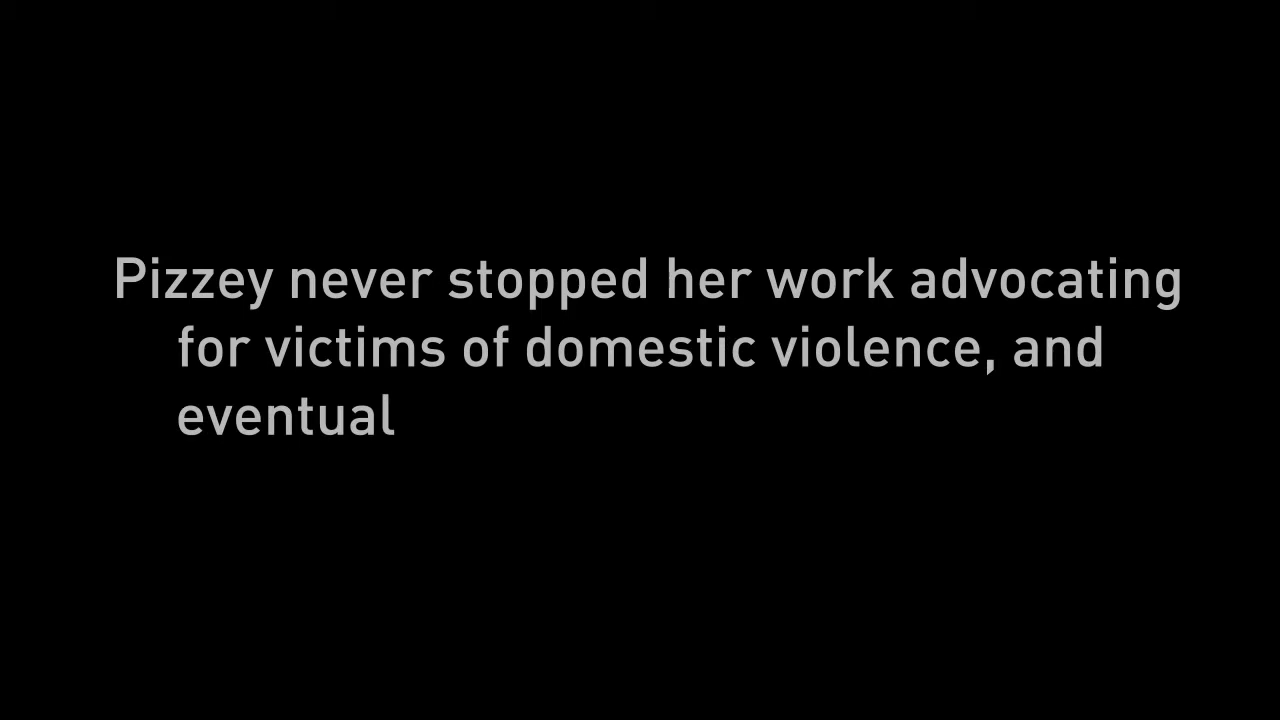 Pizzey never stopped her work advocating
for victims of domestic violence, and
eventual